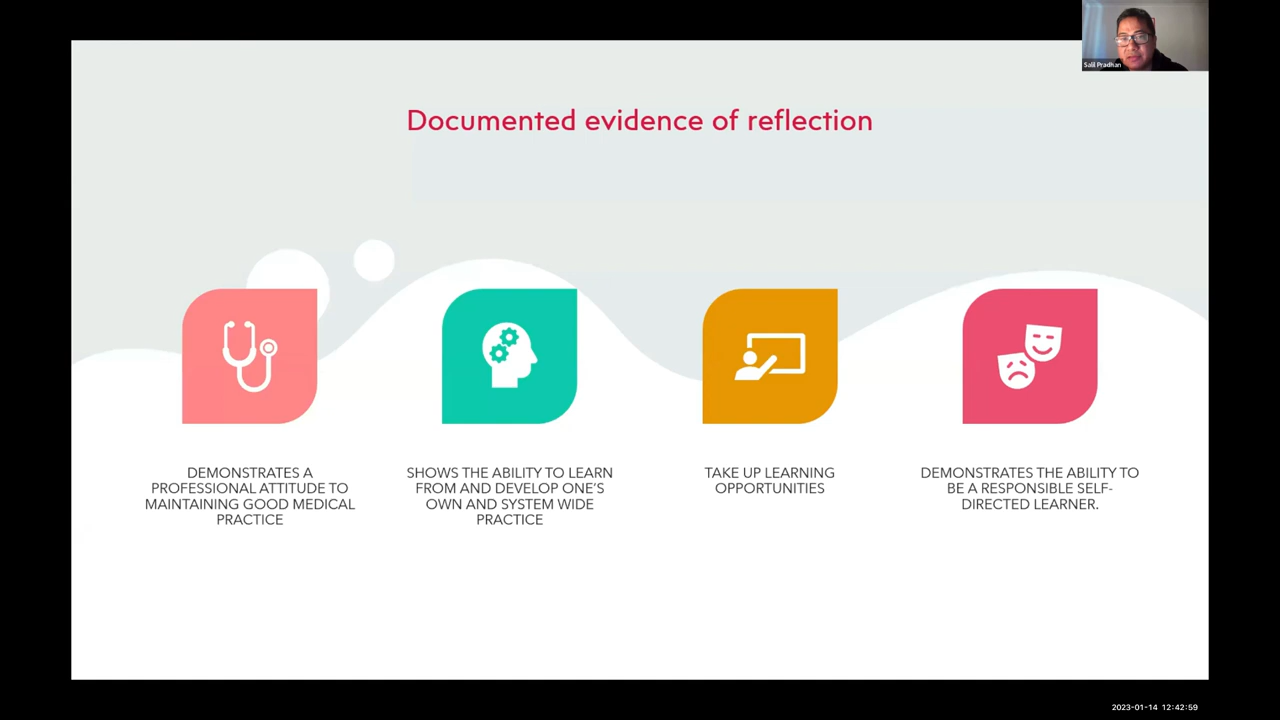 Salil Pradhan
Documented evidence of reflection
DEMONSTRATES A
PROFESSIONAL ATTITUDE TO
MAINTAINING GOOD MEDICAL
PRACTICE
SHOWS THE ABILITY TO LEARN
FROM AND DEVELOP ONE'S
OWN AND SYSTEM WIDE
PRACTICE
TAKE UP LEARNING
OPPORTUNITIES
DEMONSTRATES THE ABILITY TO
BE A RESPONSIBLE SELF-
DIRECTED LEARNER.
2023-01-14 12:42:59